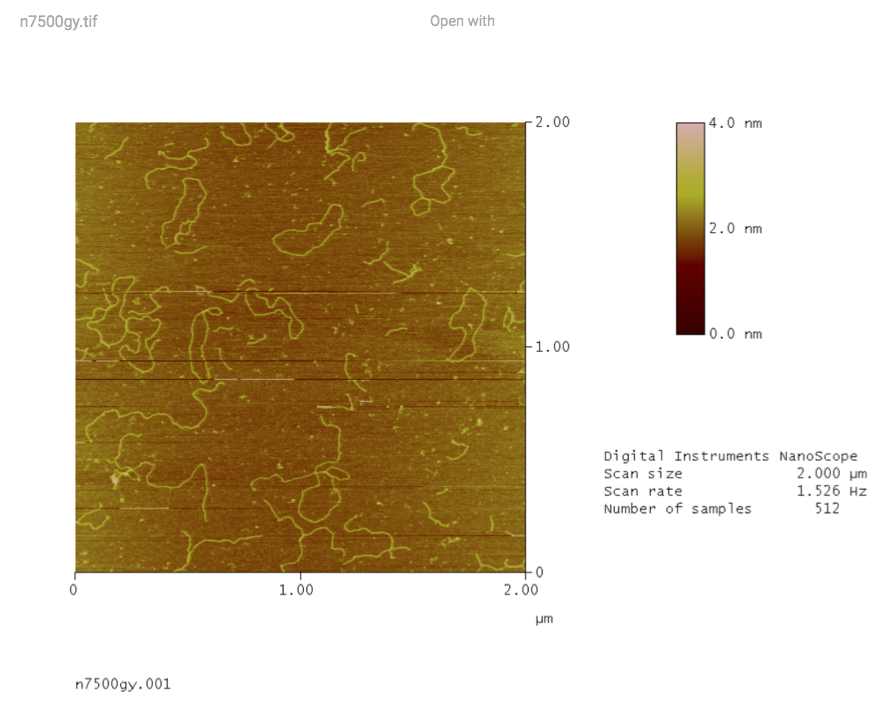 n7500gy.tif
Open with
2.00
4.0 nm
2.0 nm
0.0 nm
1.00
Digital Instruments NanoScope
Scan size 2.000 µm
Scan rate 1.526 Hz
Number of samples 512
0
0 1.00 2.00
µm
n7500gy.001